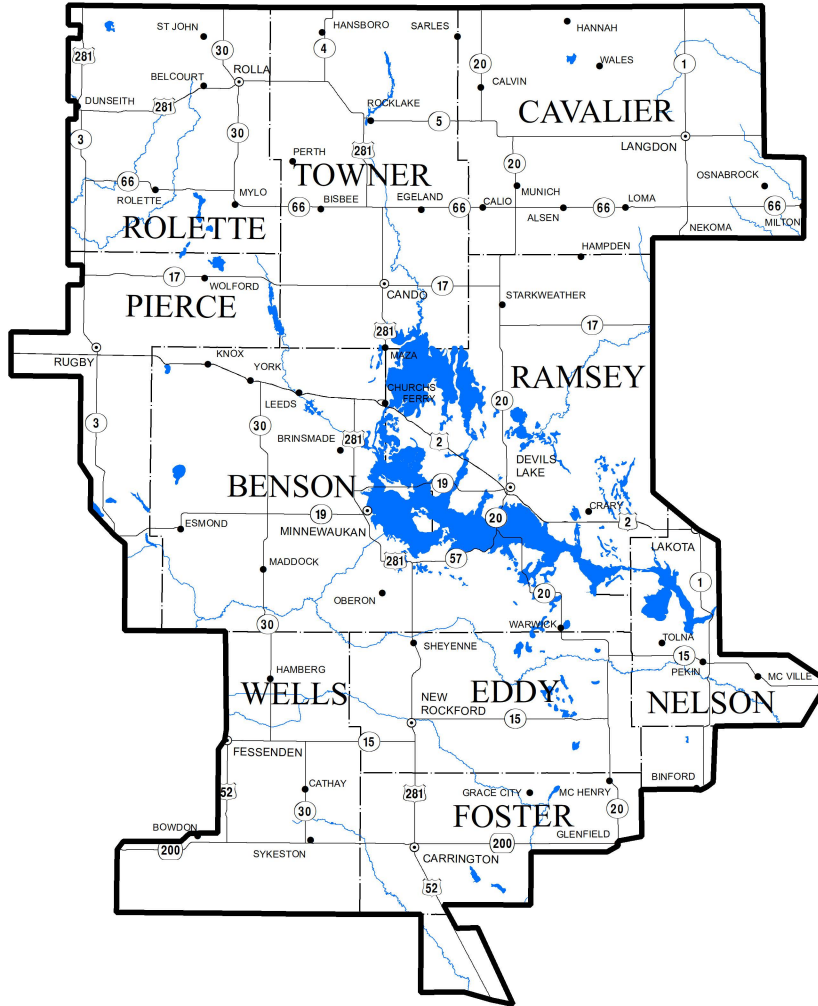 ST JOHN
HANSBORO
SARLES
HANNAH
30
4
281
20
WALES
1
ROLLA
BELCOURT
CALVIN
DUNSEITH
281
ROCKLAKE
CAVALIER
5
30
3
LANGDON
281
PERTH
TOWNER
20
66
MUNICH
OSNABROCK
ROLETTE
MYLO
66
BISBEE
EGELAND
66
CALIO
ALSEN
66
LOMA
66
MILTON
ROLETTE
NEKOMA
HAMPDEN
17
WOLFORD
CANDO
17
PIERCE
STARKWEATHER
17
281
KNOX
MAZA
RUGBY
YORK
RAMSEY
LEEDS
CHURCHS
FERRY
20
3
30
BRINSMADE
281
2
DEVILS
LAKE
BENSON
19
19
CRARY
ESMOND
MINNEWAUKAN
20
2
LAKOTA
281
57
MADDOCK
1
OBERON
20
30
WARWICK
SHEYENNE
TOLNA
15
PEKIN
MC VILLE
HAMBERG
WELLS
EDDY
NELSON
NEW
ROCKFORD
15
15
FESSENDEN
BINFORD
CATHAY
52
281
GRACE CITY
MC HENRY
30
20
FOSTER
BOWDON
GLENFIELD
200
SYKESTON
200
CARRINGTON
52